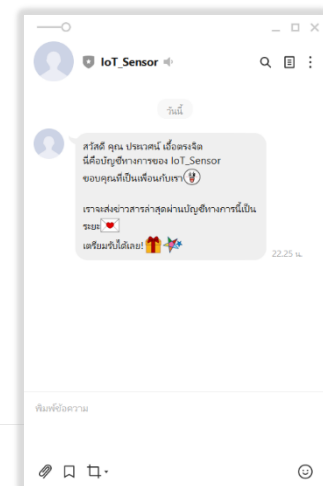 IoT_Sensor
วันนี้
สวัสดี คุณ ประเวศน์ เอื้อตรงจิต
นี่คือบัญชีทางการของ IoT_Sensor
ขอบคุณที่เป็นเพื่อนกับเรา
เราจะส่งข่าวสารล่าสุดผ่านบัญชีทางการนี้เป็น
ระยะ
เตรียมรับได้เลย!
22.25 น.
พิมพ์ข้อความ